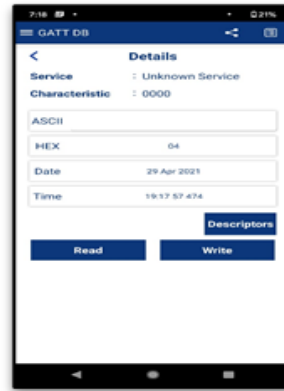 7:18
21%
GATT DB
Details
Service : Unknown Service
Characteristic : 0000
ASCII
HEX 04
Date 29 Apr 2021
Time 19:17 57 474
Descriptors
Read Write